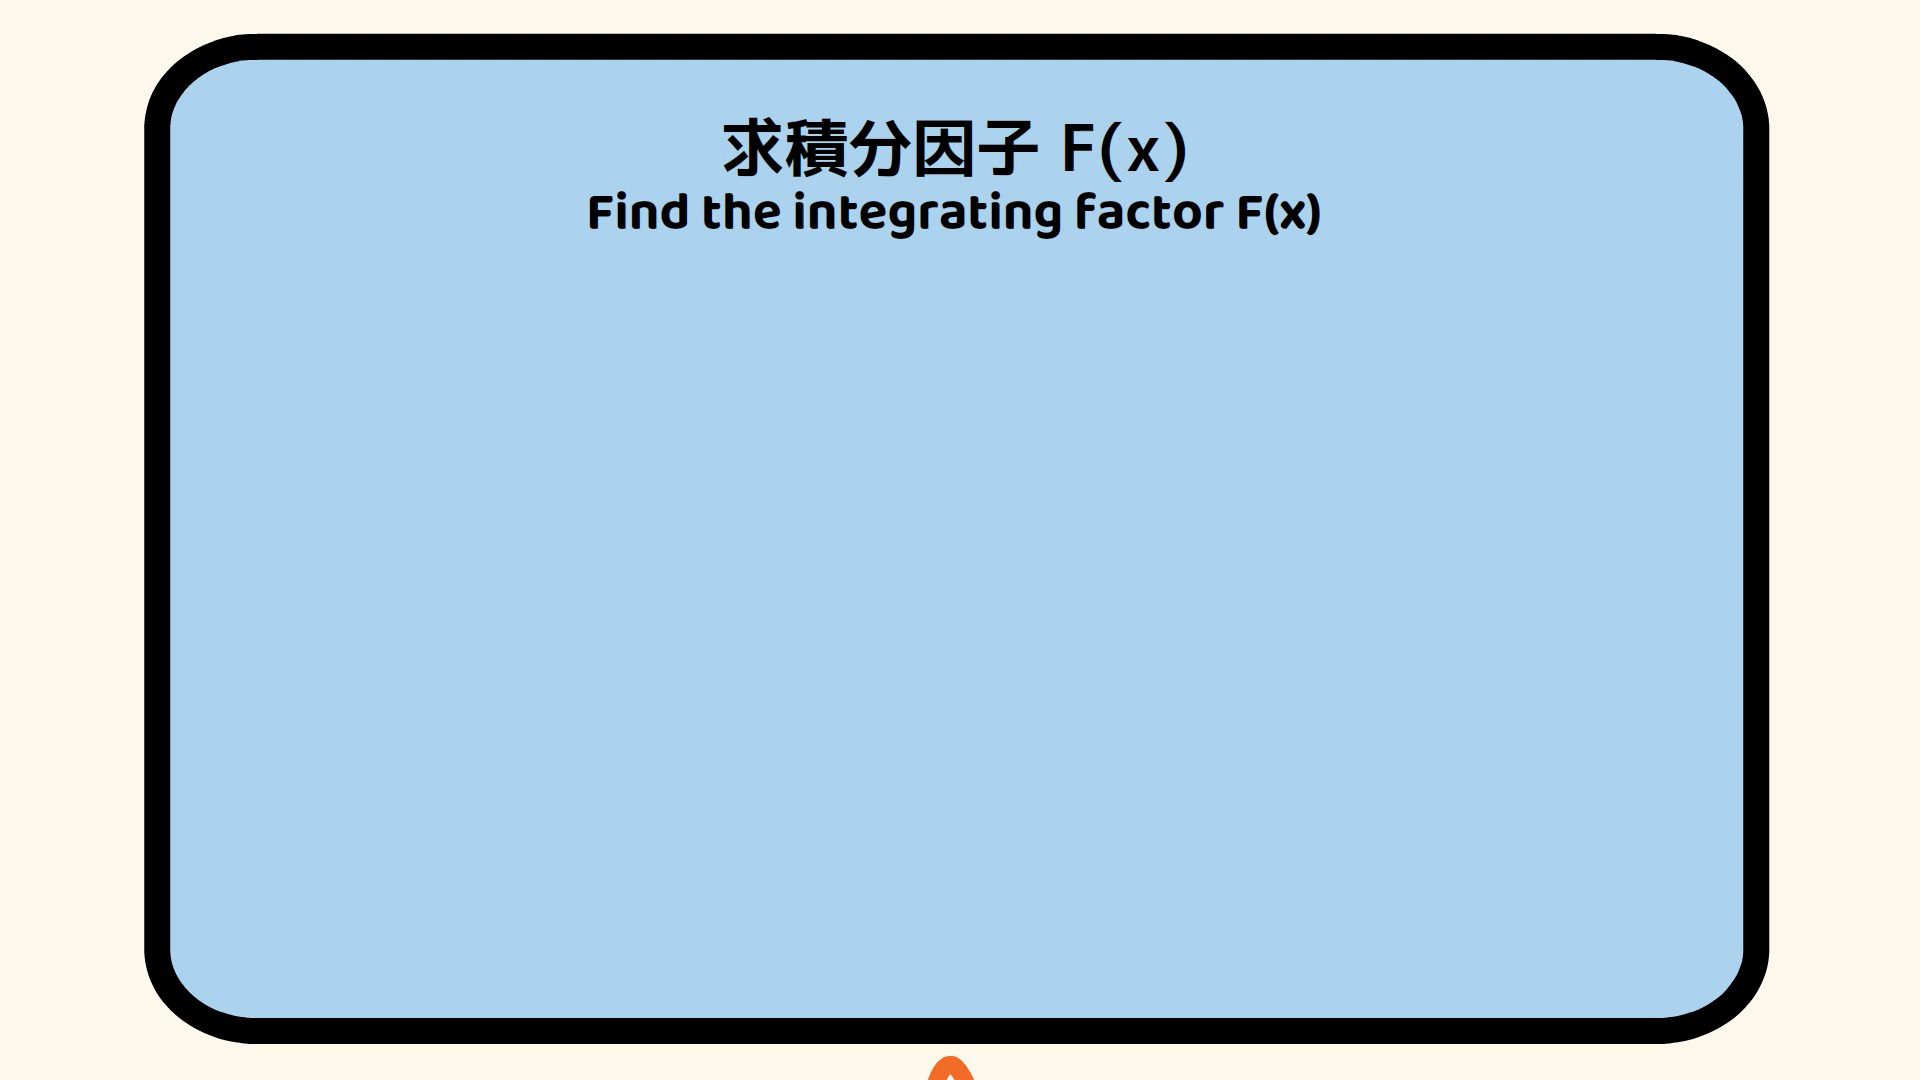 求積分因子 F(x)
Find the integrating factor F(x)